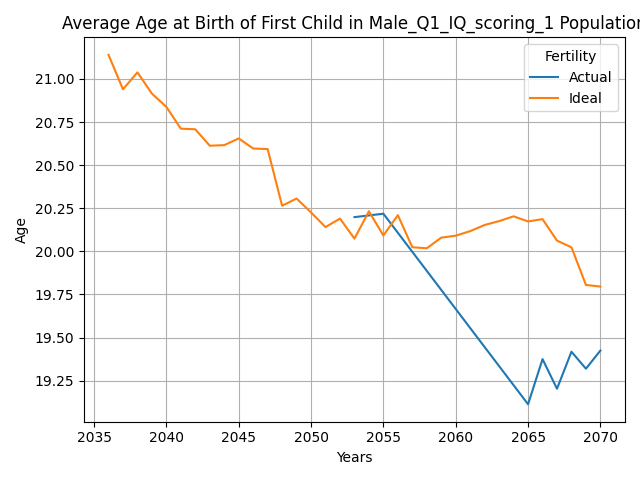 Average Age at Birth of First Child in Male_Q1_IQ_scoring_1 Population
Fertility
Actual
Ideal
Age
21.00
20.75
20.50
20.25
20.00
19.75
19.50
19.25
2035 2040 2045 2050 2055 2060 2065 2070
Years